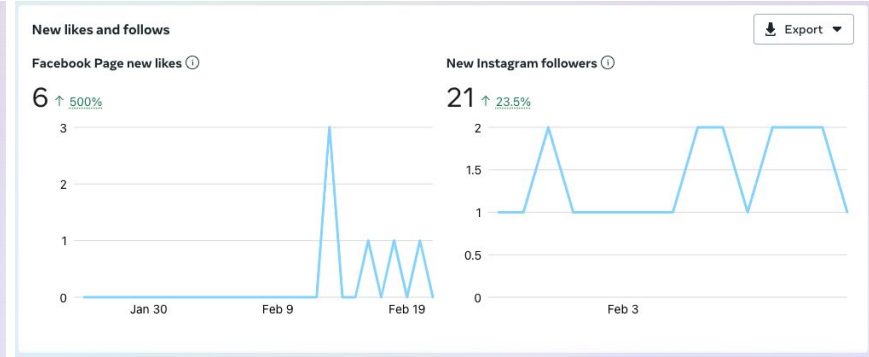 New likes and follows
Export
Facebook Page new likes
6 ↑ 500%
3
2
1
0
Jan 30 Feb 9 Feb 19
New Instagram followers
21 ↑ 23.5%
2
1.5
1
0.5
0
Feb 3